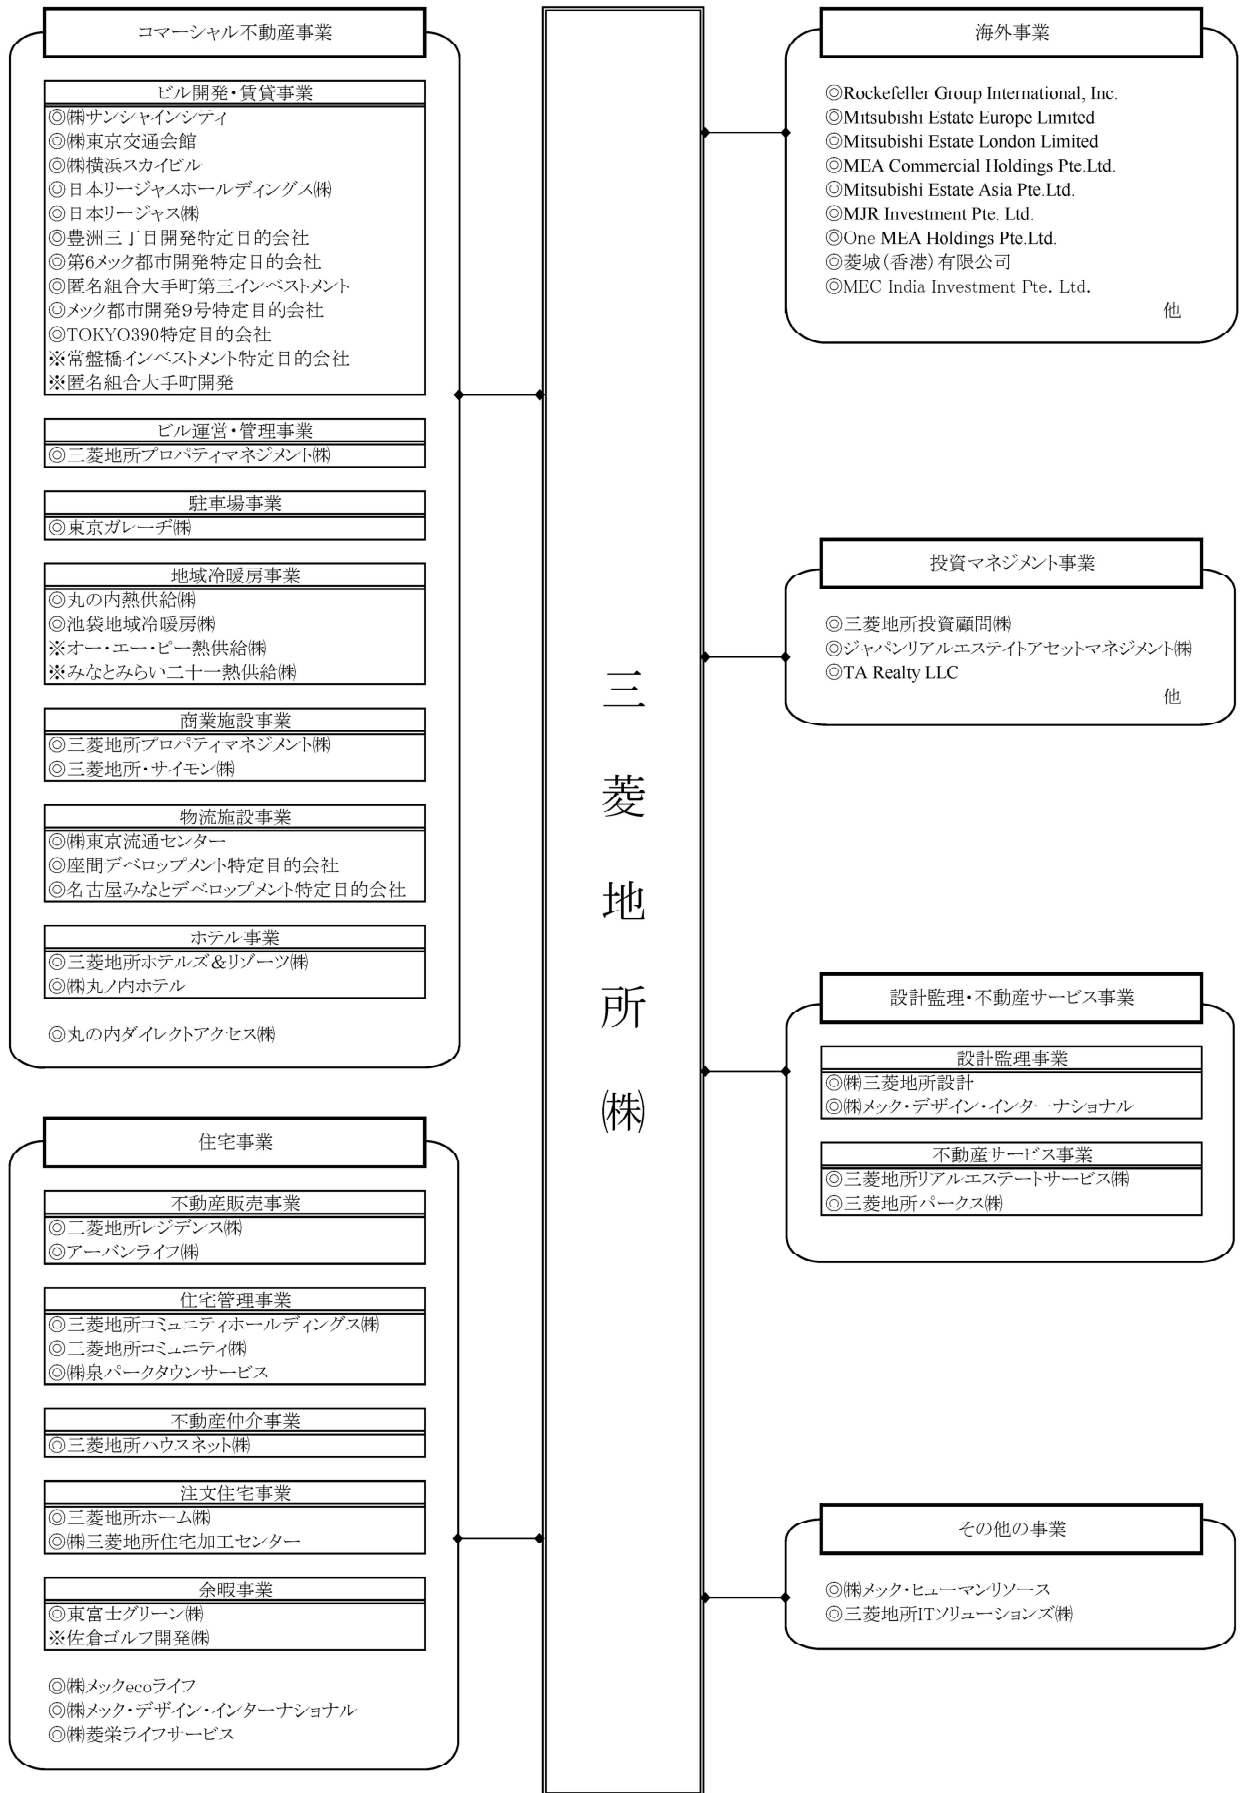 コマーシャル不動産事業
ビル開発・賃貸事業
◎㈱サンシャインシティ
◎㈱東京交通会館
◎㈱横浜スカイビル
◎日本リージャスホールディングス㈱
◎日本リージャス㈱
◎豊洲三丁目開発特定目的会社
◎第6メック都市開発特定目的会社
◎匿名組合大手町第三インベストメント
◎メック都市開発9号特定目的会社
◎TOKYO390特定目的会社
※常盤橋インベストメント特定目的会社
※匿名組合大手町開発
ビル運営・管理事業
◎三菱地所プロパティマネジメント㈱
駐車場事業
◎東京ガレーヂ㈱
地域冷暖房事業
◎丸の内熱供給㈱
◎池袋地域冷暖房㈱
※オー・エー・ピー熱供給㈱
※みなとみらい二十一熱供給㈱
商業施設事業
◎三菱地所プロパティマネジメント㈱
◎三菱地所・サイモン㈱
物流施設事業
◎㈱東京流通センター
◎座間デベロップメント特定目的会社
◎名古屋みなとデベロップメント特定目的会社
ホテル事業
◎三菱地所ホテルズ&リゾーツ㈱
◎㈱丸ノ内ホテル
◎丸の内ダイレクトアクセス㈱
住宅事業
不動産販売事業
◎三菱地所レジデンス㈱
◎アーバンライフ㈱
住宅管理事業
◎三菱地所コミュニティホールディングス㈱
◎三菱地所コミュニティ㈱
◎㈱泉パークタウンサービス
不動産仲介事業
◎三菱地所ハウスネット㈱
注文住宅事業
◎三菱地所ホーム㈱
◎㈱三菱地所住宅加工センター
余暇事業
◎東富士グリーン㈱
※佐倉ゴルフ開発㈱
◎㈱メックecoライフ
◎㈱メック・デザイン・インターナショナル
◎㈱菱栄ライフサービス
三菱地所㈱
海外事業
◎Rockefeller Group International, Inc.
◎Mitsubishi Estate Europe Limited
◎Mitsubishi Estate London Limited
◎MEA Commercial Holdings Pte.Ltd.
◎Mitsubishi Estate Asia Pte.Ltd.
◎MJR Investment Pte. Ltd.
◎One MEA Holdings Pte.Ltd.
◎菱城(香港)有限公司
◎MEC India Investment Pte. Ltd.
他
投資マネジメント事業
◎三菱地所投資顧問㈱
◎ジャパンリアルエステイトアセットマネジメント㈱
◎TA Realty LLC
他
設計監理・不動産サービス事業
設計監理事業
◎㈱三菱地所設計
◎㈱メック・デザイン・インターナショナル
不動産サービス事業
◎三菱地所リアルエステートサービス㈱
◎三菱地所パークス㈱
その他の事業
◎㈱メック・ヒューマンリソース
◎三菱地所ITソリューションズ㈱